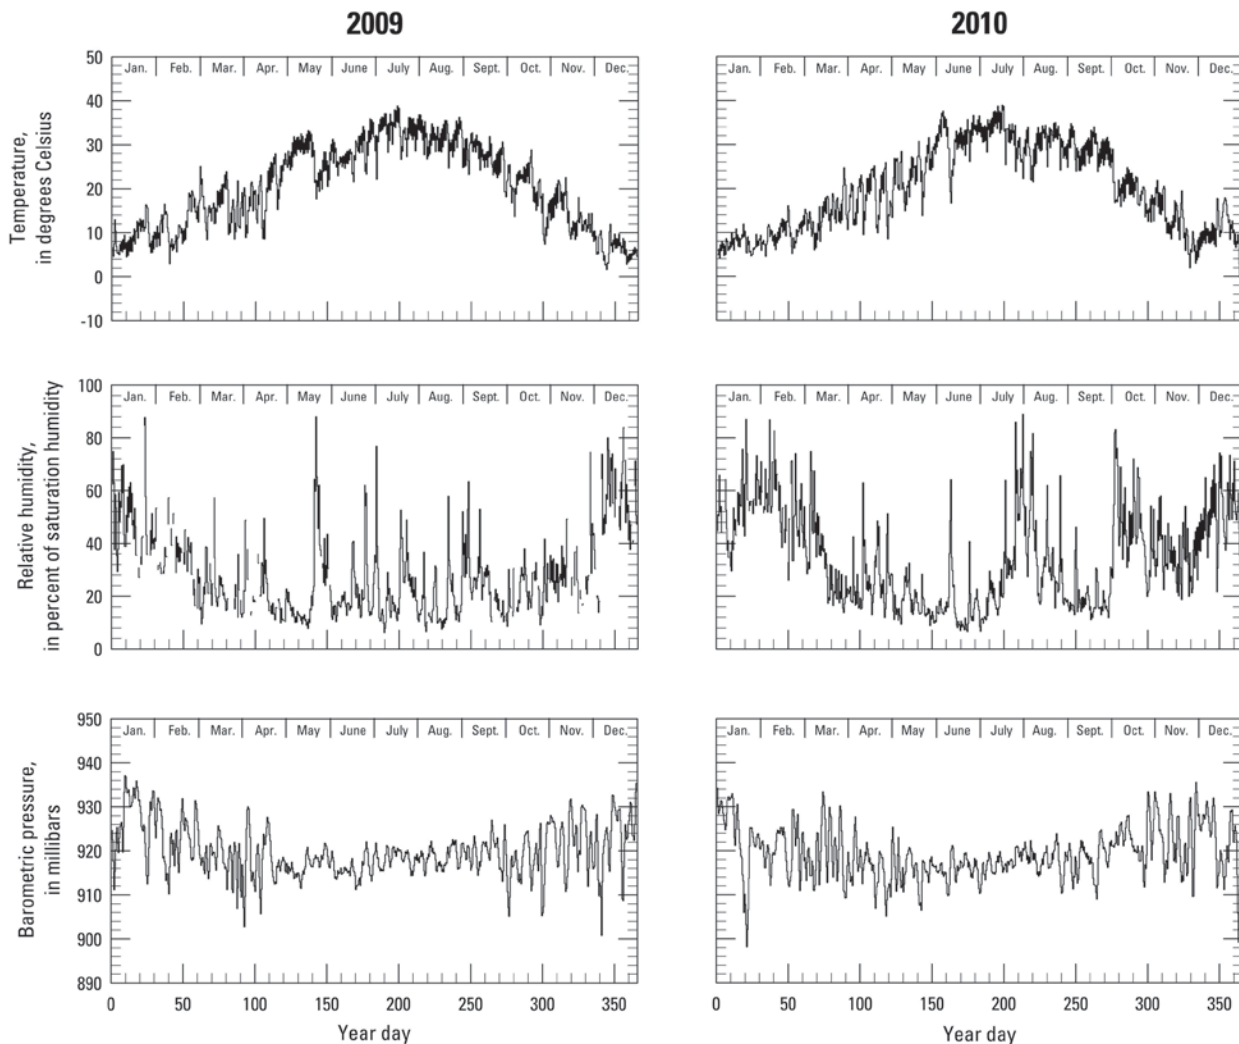 2009
2010
50
40
30
20
10
0
-10
Temperature,
in degrees Celsius
Jan. Feb. Mar. Apr. May June July Aug. Sept. Oct. Nov. Dec.
Jan. Feb. Mar. Apr. May June July Aug. Sept. Oct. Nov. Dec.
100
80
60
40
20
0
Relative humidity,
in percent of saturation humidity
Jan. Feb. Mar. Apr. May June July Aug. Sept. Oct. Nov. Dec.
Jan. Feb. Mar. Apr. May June July Aug. Sept. Oct. Nov. Dec.
950
940
930
920
910
900
890
Barometric pressure,
in millibars
Jan. Feb. Mar. Apr. May June July Aug. Sept. Oct. Nov. Dec.
Jan. Feb. Mar. Apr. May June July Aug. Sept. Oct. Nov. Dec.
0 50 100 150 200 250 300 350
0 50 100 150 200 250 300 350
Year day
Year day